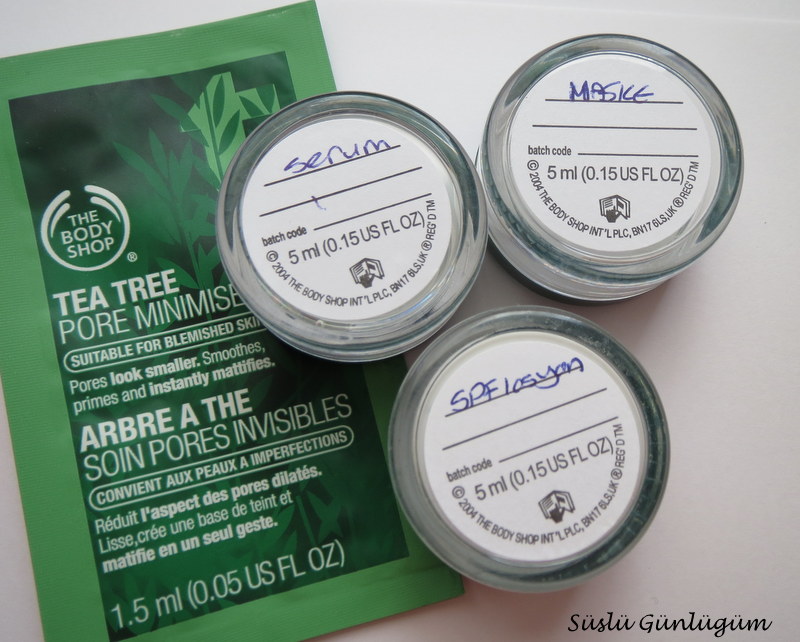 THE
BODY
SHOP
®
TEA TREE
PORE MINIMISE
SUITABLE FOR BLEMISHED SKIN
Pores look smaller. Smoothes,
primes and instantly mattifies.
ARBRE A THE
SOIN PORES INVISIBLES
CONVIENT AUX PEAUX A IMPERFECTIONS
Réduit l'aspect des pores dilatés.
Lisse,crée une base de teint et
matifie en un seul geste.
1.5 ml (0.05 US FL OZ)
serum
batch code
5 ml (0.15 US FL OZ)
© 2004 THE BODY SHOP INT'L PLC, BN17 6LS,UK ® REG'D TM
MASKE
batch code
5 ml (0.15 US FL OZ)
© 2004 THE BODY SHOP INT'L PLC, BN17 6LS,UK ® REG'D TM
SPF losyon
batch code
5 ml (0.15 US FL OZ)
© 2004 THE BODY SHOP INT'L PLC, BN17 6LS,UK ® REG'D TM
Süslü Günlügüm